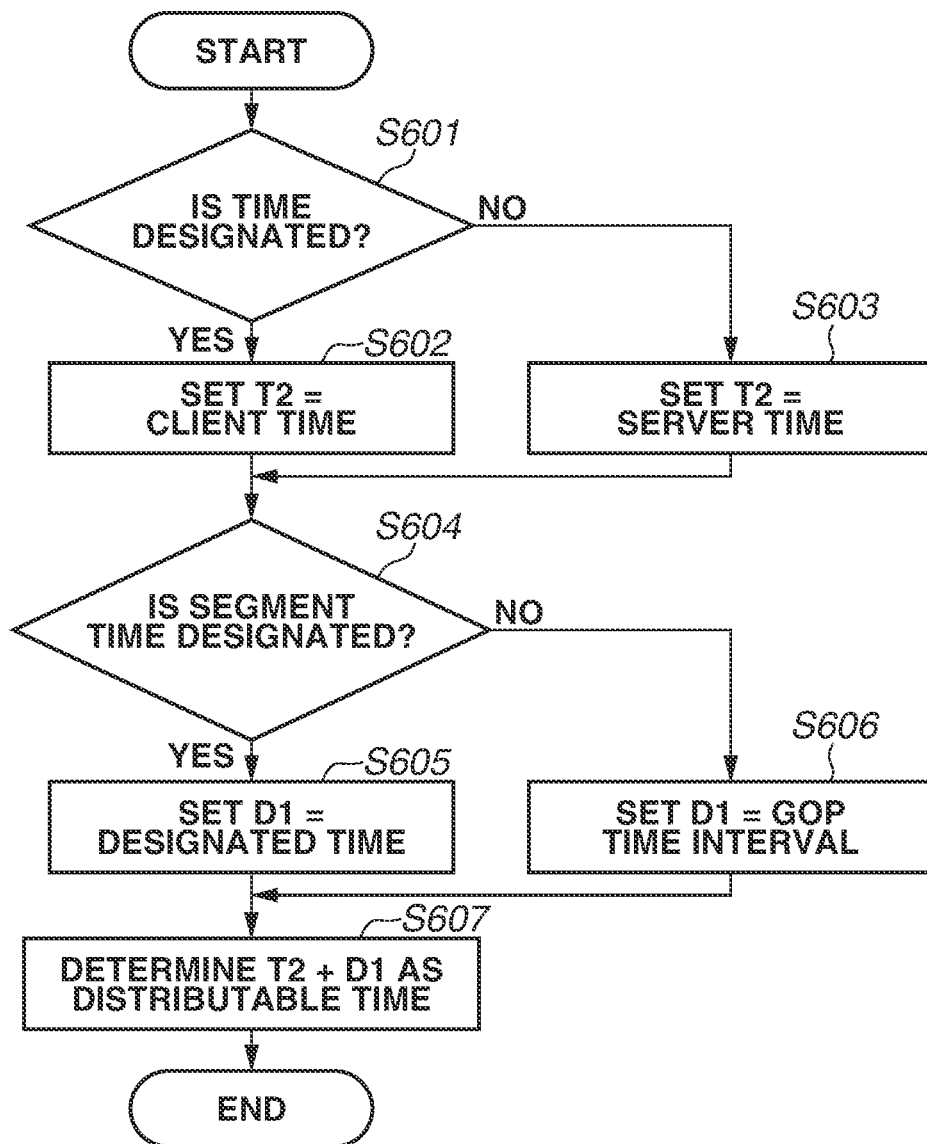 START
S601
IS TIME
DESIGNATED?
NO
YES
S602
S603
SET T2 =
CLIENT TIME
SET T2 =
SERVER TIME
S604
IS SEGMENT
TIME DESIGNATED?
NO
YES
S605
S606
SET D1 =
DESIGNATED TIME
SET D1 = GOP
TIME INTERVAL
S607
DETERMINE T2 + D1 AS
DISTRIBUTABLE TIME
END